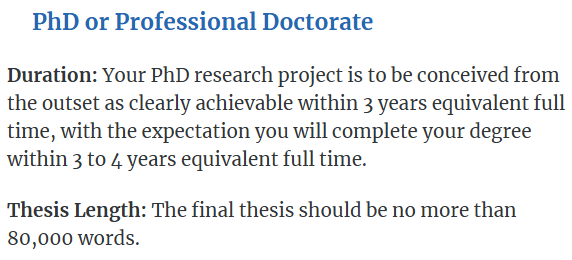 PhD or Professional Doctorate
Duration: Your PhD research project is to be conceived from
the outset as clearly achievable within 3 years equivalent full
time, with the expectation you will complete your degree
within 3 to 4 years equivalent full time.
Thesis Length: The final thesis should be no more than
80,000 words.